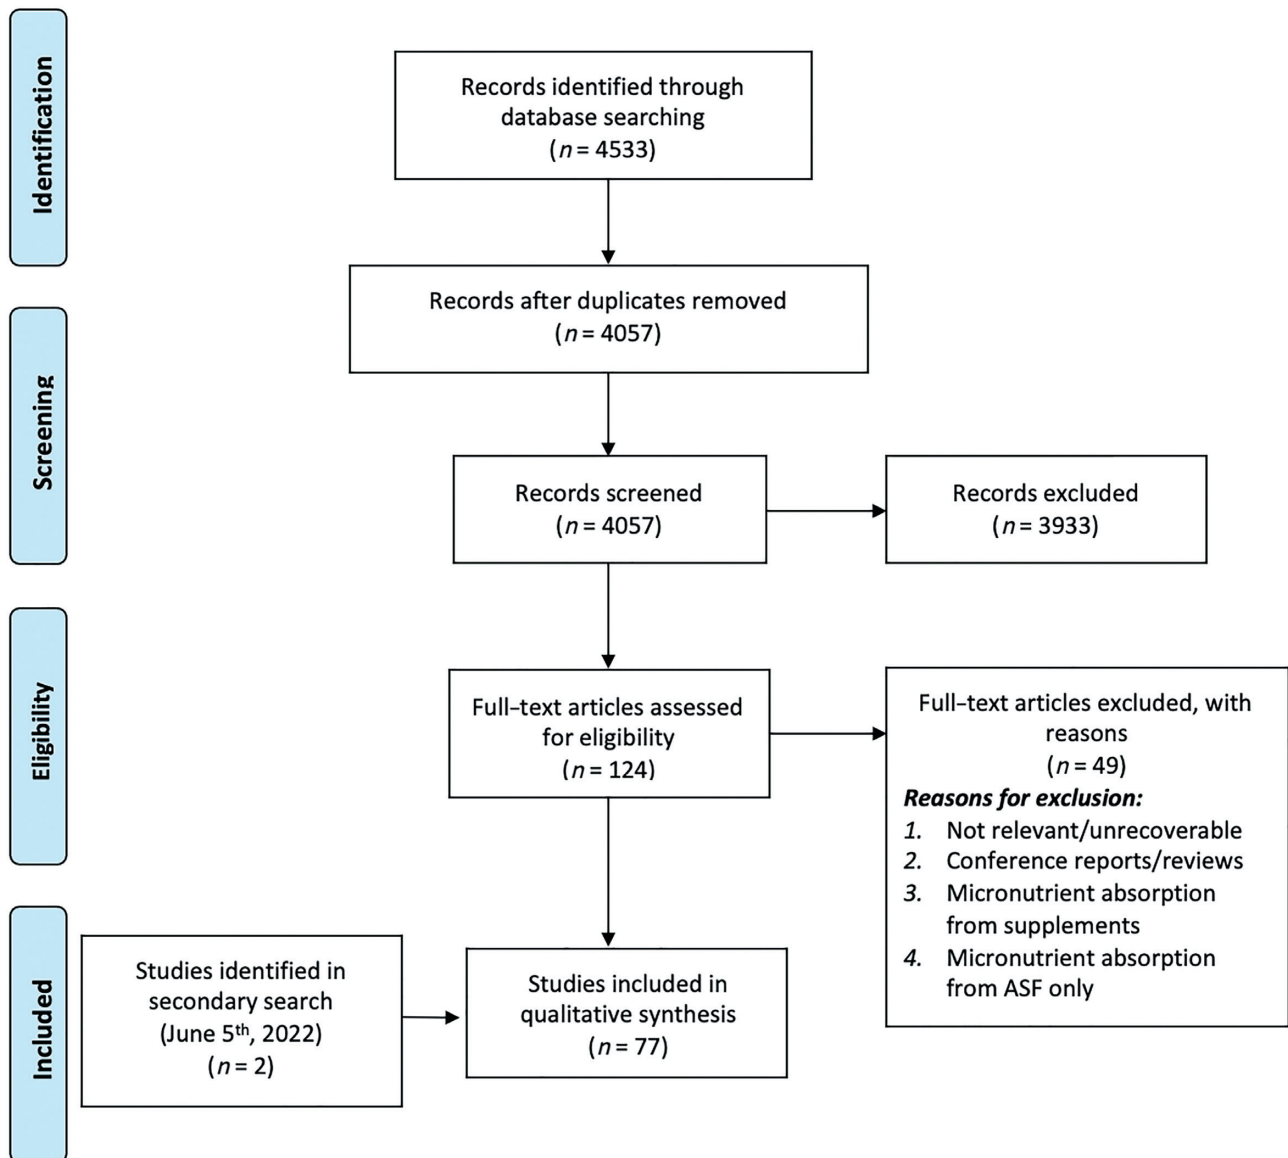 Identification
Records identified through
database searching
(n = 4533)
Records after duplicates removed
(n = 4057)
Screening
Records screened
(n = 4057)
Records excluded
(n = 3933)
Eligibility
Full-text articles assessed
for eligibility
(n = 124)
Full-text articles excluded, with
reasons
(n = 49)
Reasons for exclusion:
1. Not relevant/unrecoverable
2. Conference reports/reviews
3. Micronutrient absorption
from supplements
4. Micronutrient absorption
from ASF only
Included
Studies identified in
secondary search
(June 5th, 2022)
(n = 2)
Studies included in
qualitative synthesis
(n = 77)